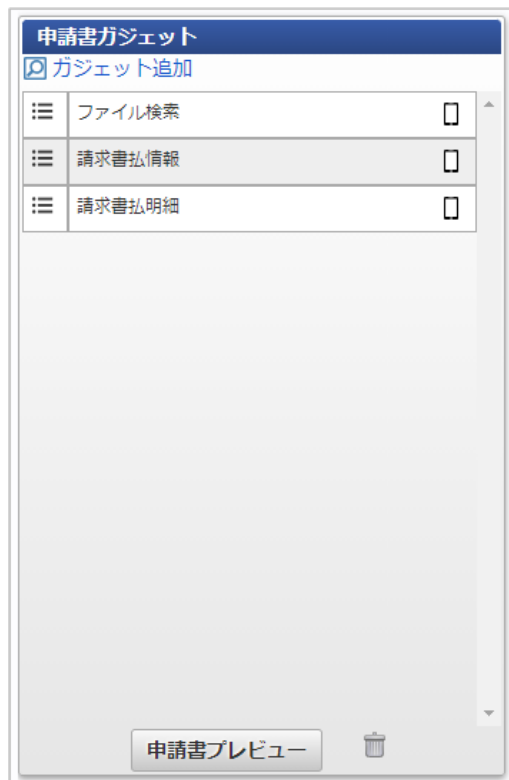 申請書ガジェット
ガジェット追加
ファイル検索
請求書払情報
請求書払明細
申請書プレビュー